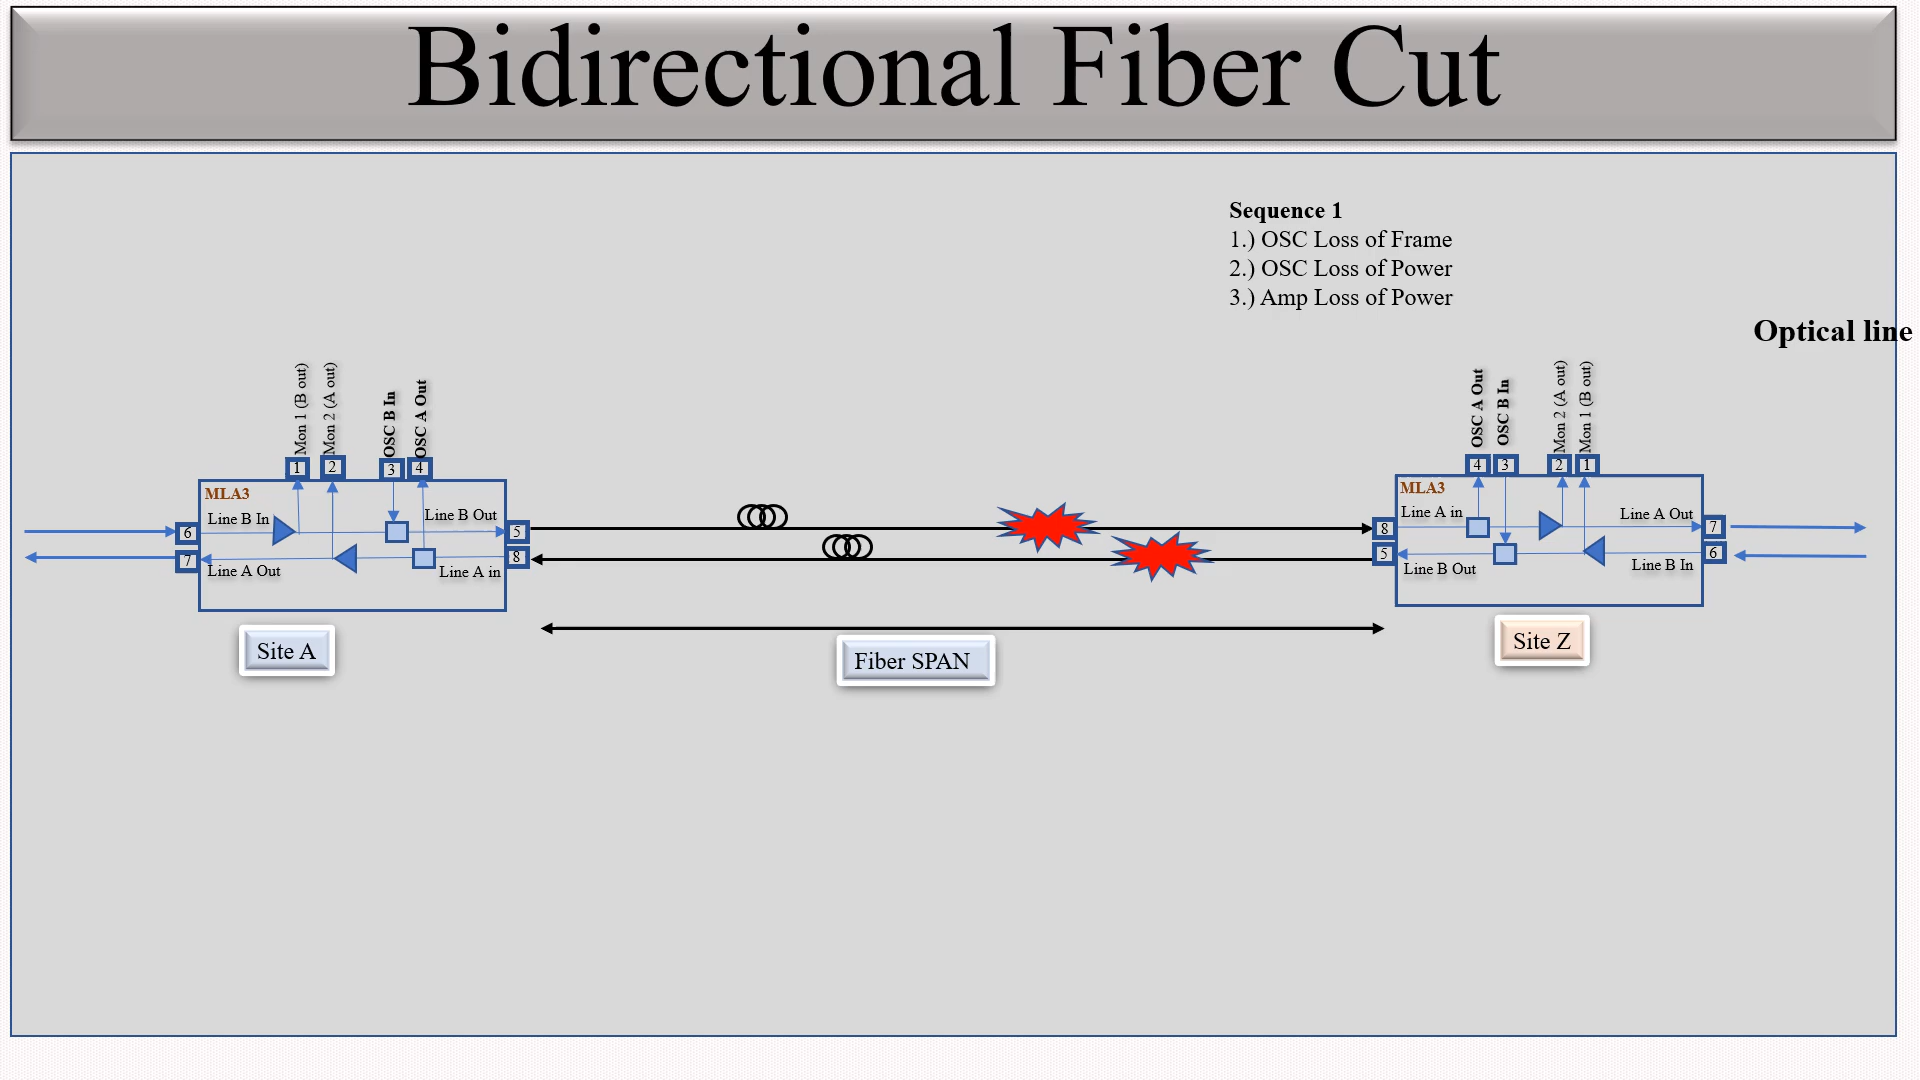 Bidirectional Fiber Cut
Sequence 1
1.) OSC Loss of Frame
2.) OSC Loss of Power
3.) Amp Loss of Power
Optical line
Mon 1 (B out)
Mon 2 (A out)
OSC B In
OSC A Out
OSC A Out
OSC B In
Mon 2 (A out)
Mon 1 (B out)
1
2
3
4
4
3
2
1
MLA3
Line B In
Line B Out
6
5
7
8
Line A Out
Line A in
MLA3
Line A in
Line A Out
8
7
5
6
Line B Out
Line B In
Site A
Fiber SPAN
Site Z